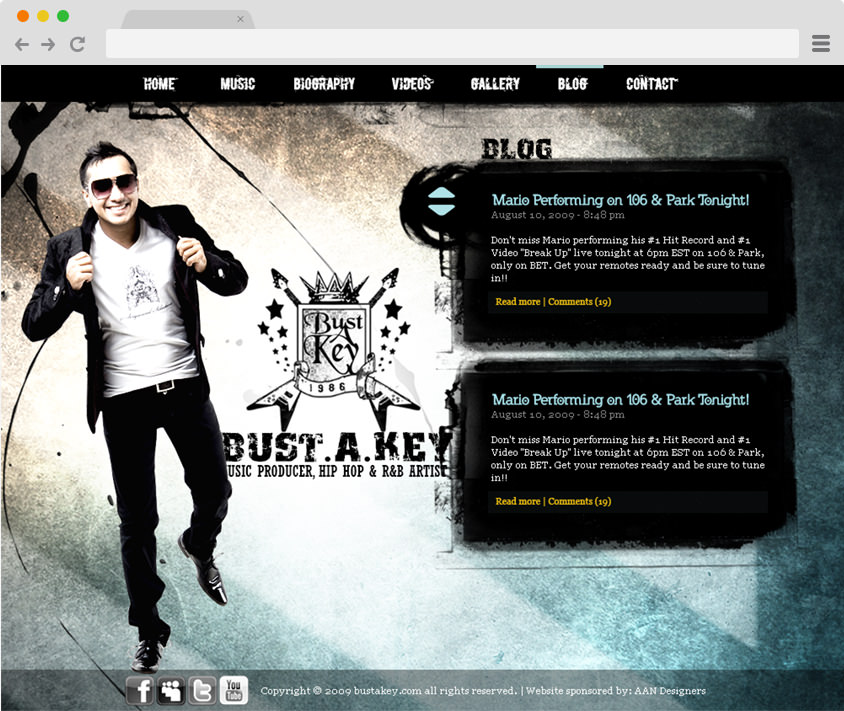 HOME MUSIC BIOGRAPHY VIDEOS GALLERY BLOG CONTACT
BLOG
Mario Performing on 106 & Park Tonight!
August 10, 2009 - 8:48 pm
Don't miss Mario performing his #1 Hit Record and #1
Video "Break Up" live tonight at 6pm EST on 106 & Park,
only on BET. Get your remotes ready and be sure to tune
in!!
Read more | Comments (19)
Bust
A
Key
1986
BUST.A.KEY
USIC PRODUCER, HIP HOP & R&B ARTIST
Mario Performing on 106 & Park Tonight!
August 10, 2009 - 8:48 pm
Don't miss Mario performing his #1 Hit Record and #1
Video "Break Up" live tonight at 6pm EST on 106 & Park,
only on BET. Get your remotes ready and be sure to tune
in!!
Read more | Comments (19)
f t You Tube
Copyright © 2009 bustakey.com all rights reserved. | Website sponsored by: AAN Designers